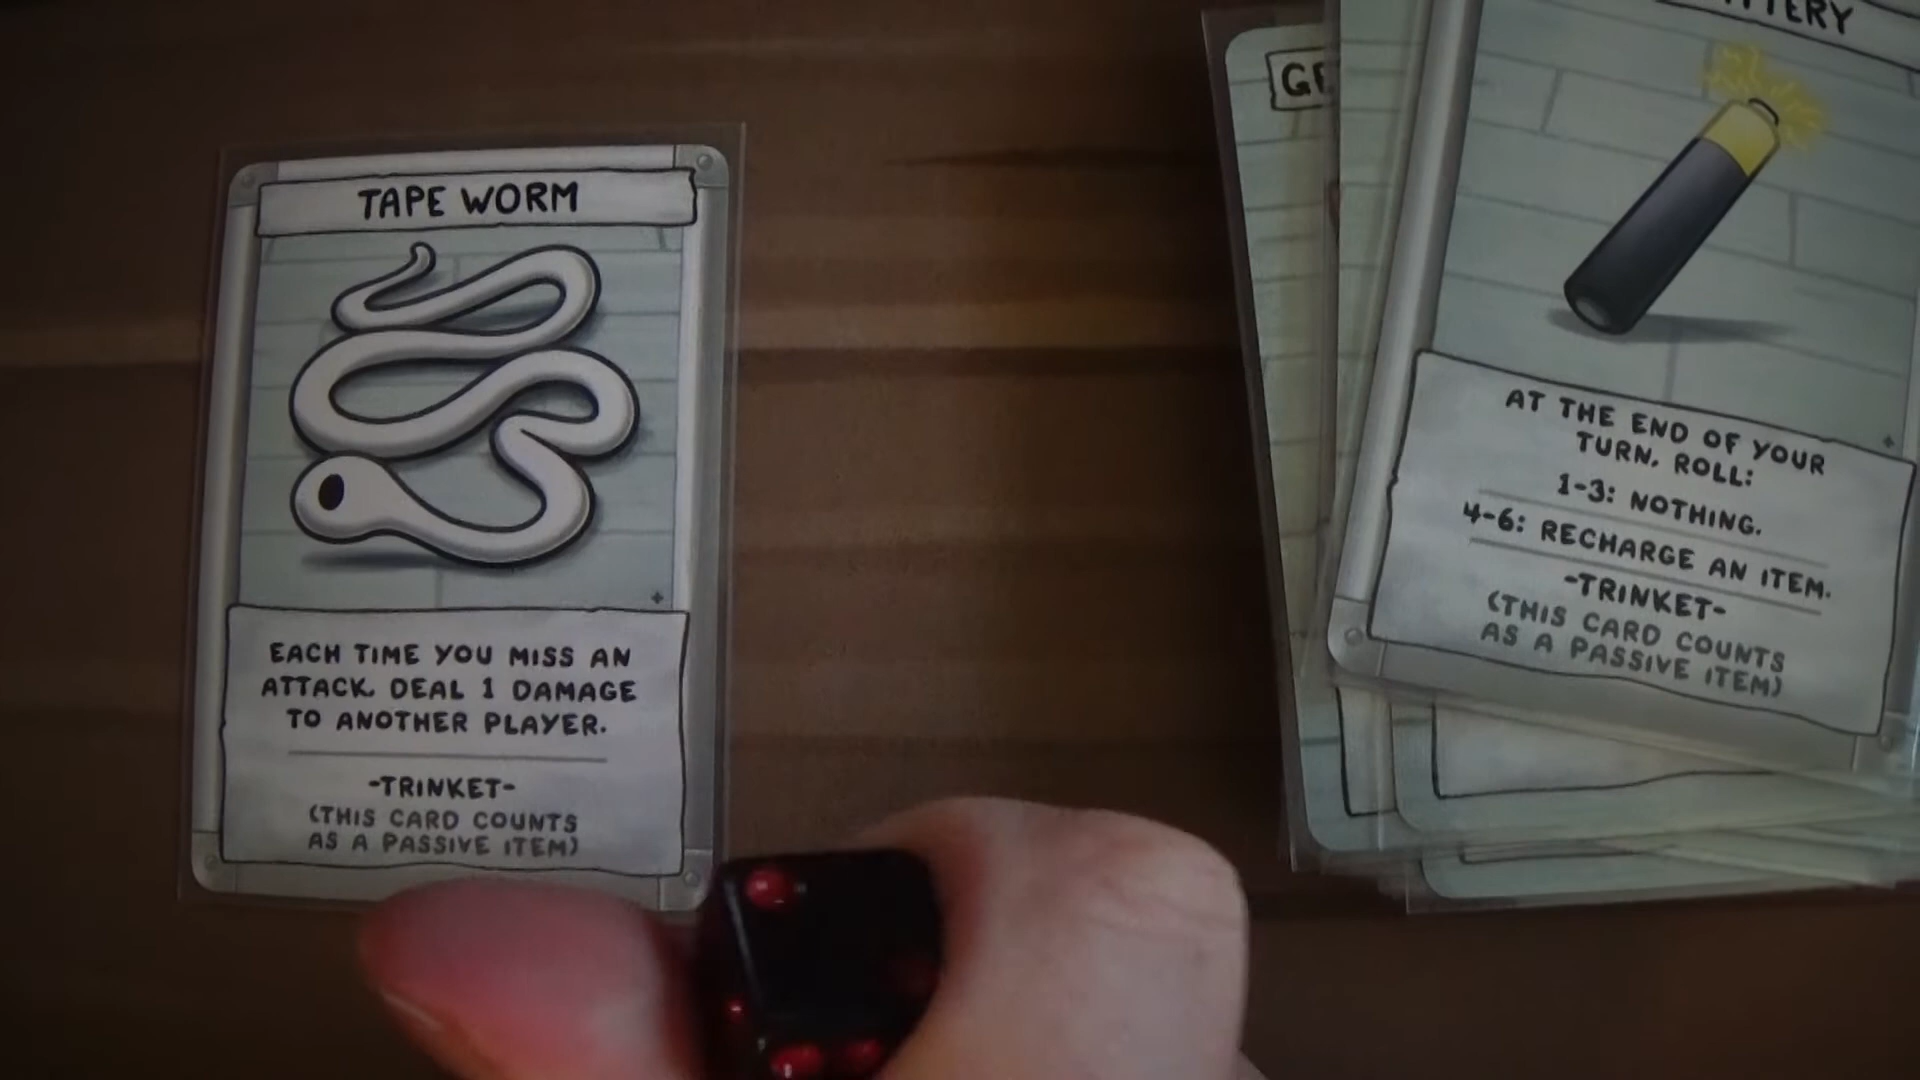 TAPE WORM
EACH TIME YOU MISS AN
ATTACK, DEAL 1 DAMAGE
TO ANOTHER PLAYER.
-TRINKET-
(THIS CARD COUNTS
AS A PASSIVE ITEM)
AT THE END OF YOUR
TURN, ROLL:
1-3: NOTHING.
4-6: RECHARGE AN ITEM.
-TRINKET-
(THIS CARD COUNTS
AS A PASSIVE ITEM)